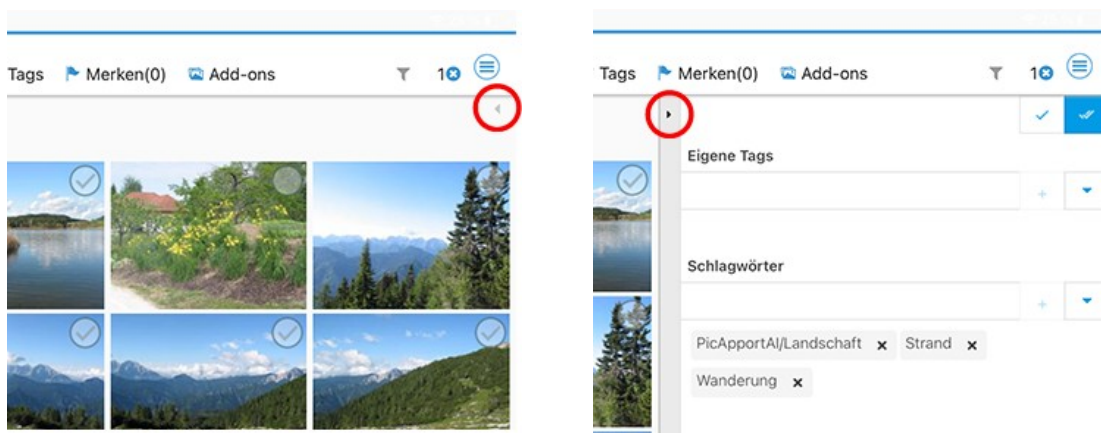 Tags Merken(0) Add-ons 1
Tags Merken(0) Add-ons 1
Eigene Tags
+
Schlagwörter
+
PicApportAI/Landschaft × Strand ×
Wanderung ×